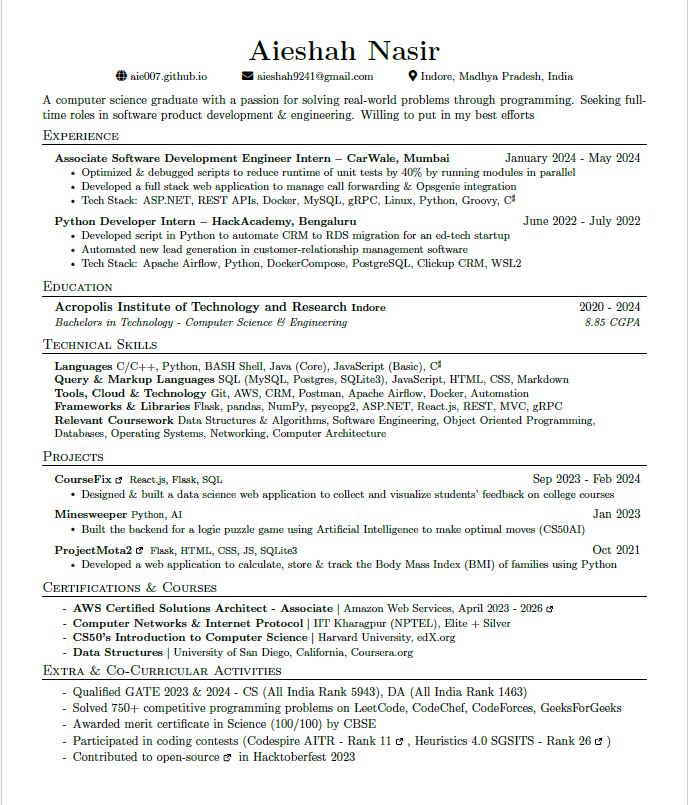 Aieshah Nasir
aie007.github.io aieshah9241@gmail.com Indore, Madhya Pradesh, India
A computer science graduate with a passion for solving real-world problems through programming. Seeking full-
time roles in software product development & engineering. Willing to put in my best efforts
Experience
Associate Software Development Engineer Intern – CarWale, Mumbai January 2024 - May 2024
• Optimized & debugged scripts to reduce runtime of unit tests by 40% by running modules in parallel
• Developed a full stack web application to manage call forwarding & Opsgenie integration
• Tech Stack: ASP.NET, REST APIs, Docker, MySQL, gRPC, Linux, Python, Groovy, C♯
Python Developer Intern – HackAcademy, Bengaluru June 2022 - July 2022
• Developed script in Python to automate CRM to RDS migration for an ed-tech startup
• Automated new lead generation in customer-relationship management software
• Tech Stack: Apache Airflow, Python, DockerCompose, PostgreSQL, Clickup CRM, WSL2
Education
Acropolis Institute of Technology and Research Indore 2020 - 2024
Bachelors in Technology - Computer Science & Engineering 8.85 CGPA
Technical Skills
Languages C/C++, Python, BASH Shell, Java (Core), JavaScript (Basic), C♯
Query & Markup Languages SQL (MySQL, Postgres, SQLite3), JavaScript, HTML, CSS, Markdown
Tools, Cloud & Technology Git, AWS, CRM, Postman, Apache Airflow, Docker, Automation
Frameworks & Libraries Flask, pandas, NumPy, psycopg2, ASP.NET, React.js, REST, MVC, gRPC
Relevant Coursework Data Structures & Algorithms, Software Engineering, Object Oriented Programming,
Databases, Operating Systems, Networking, Computer Architecture
Projects
CourseFix React.js, Flask, SQL Sep 2023 - Feb 2024
• Designed & built a data science web application to collect and visualize students' feedback on college courses
Minesweeper Python, AI Jan 2023
• Built the backend for a logic puzzle game using Artificial Intelligence to make optimal moves (CS50AI)
ProjectMota2 Flask, HTML, CSS, JS, SQLite3 Oct 2021
• Developed a web application to calculate, store & track the Body Mass Index (BMI) of families using Python
Certifications & Courses
- AWS Certified Solutions Architect - Associate | Amazon Web Services, April 2023 - 2026
- Computer Networks & Internet Protocol | IIT Kharagpur (NPTEL), Elite + Silver
- CS50's Introduction to Computer Science | Harvard University, edX.org
- Data Structures | University of San Diego, California, Coursera.org
Extra & Co-Curricular Activities
- Qualified GATE 2023 & 2024 - CS (All India Rank 5943), DA (All India Rank 1463)
- Solved 750+ competitive programming problems on LeetCode, CodeChef, CodeForces, GeeksForGeeks
- Awarded merit certificate in Science (100/100) by CBSE
- Participated in coding contests (Codespire AITR - Rank 11 , Heuristics 4.0 SGSITS - Rank 26 )
- Contributed to open-source in Hacktoberfest 2023